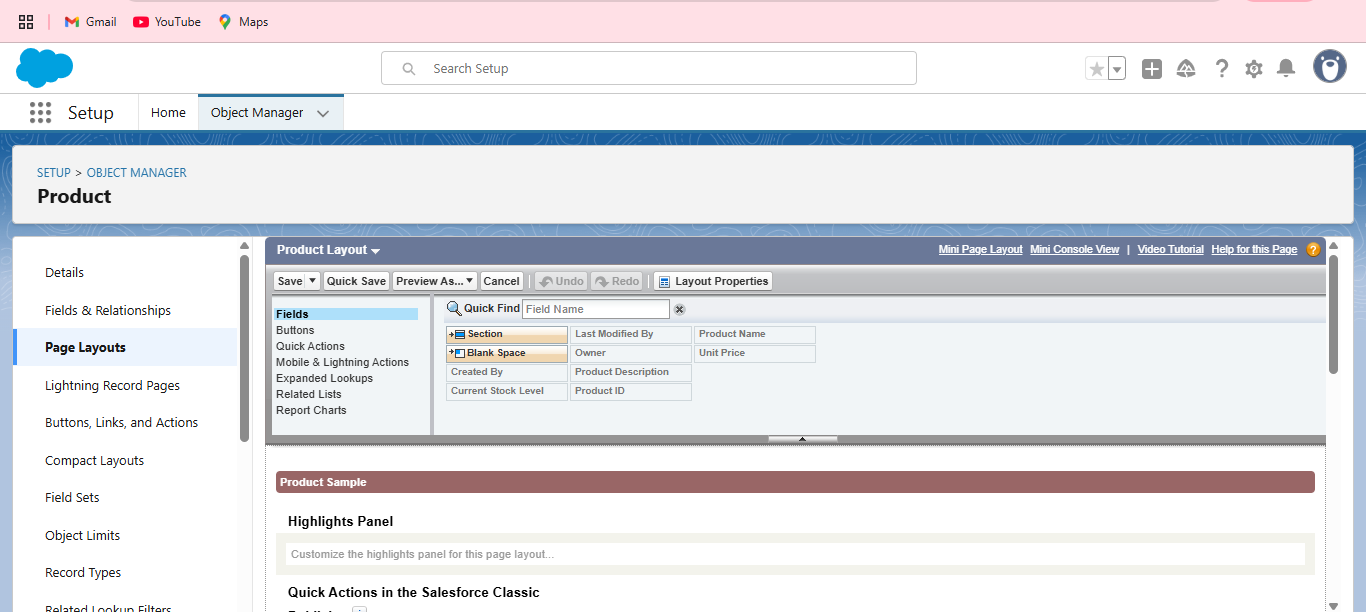 Gmail YouTube Maps
Search Setup
Setup Home Object Manager
SETUP > OBJECT MANAGER
Product
Details
Fields & Relationships
Page Layouts
Lightning Record Pages
Buttons, Links, and Actions
Compact Layouts
Field Sets
Object Limits
Record Types
Related Lookup Filters
Product Layout Mini Page Layout Mini Console View | Video Tutorial Help for this Page ?
Save Quick Save Preview As... Cancel Undo Redo Layout Properties
Fields
Buttons
Quick Actions
Mobile & Lightning Actions
Expanded Lookups
Related Lists
Report Charts
Quick Find Field Name
Section Last Modified By Product Name
Blank Space Owner Unit Price
Created By Product Description
Current Stock Level Product ID
Product Sample
Highlights Panel
Customize the highlights panel for this page layout...
Quick Actions in the Salesforce Classic